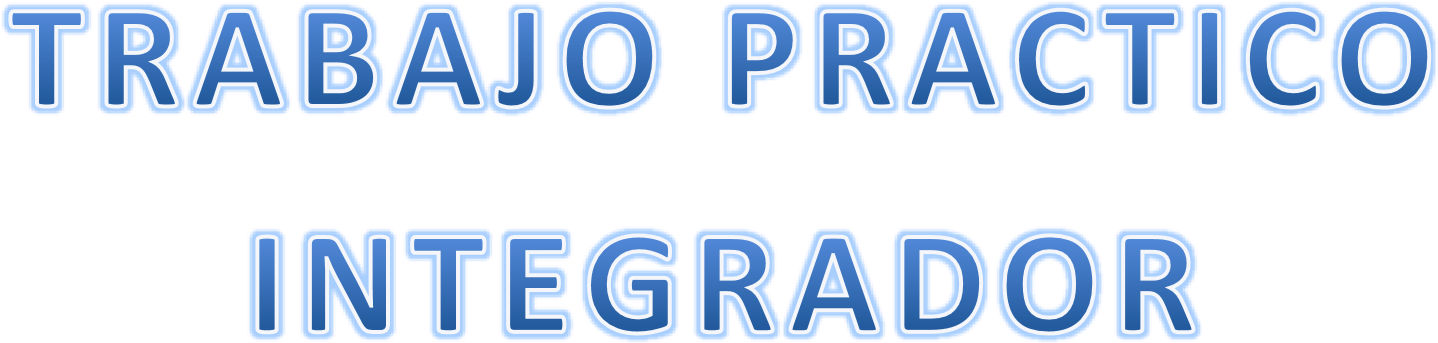 TRABAJO PRACTICO
INTEGRADOR